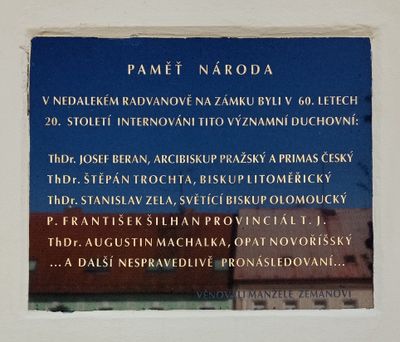 PAMĚŤ NÁRODA
V NEDALEKÉM RADVANOVĚ NA ZÁMKU BYLI V 60. LETECH
20. STOLETÍ INTERNOVÁNI TITO VÝZNAMNÍ DUCHOVNÍ:
ThDr. JOSEF BERAN, ARCIBISKUP PRAŽSKÝ A PRIMAS ČESKÝ
ThDr. ŠTĚPÁN TROCHTA, BISKUP LITOMĚŘICKÝ
ThDr. STANISLAV ZELA, SVĚTÍCÍ BISKUP OLOMOUCKÝ
P. FRANTIŠEK ŠILHAN PROVINCIÁL T. J.
ThDr. AUGUSTIN MACHALKA, OPAT NOVOŘÍŠSKÝ
... A DALŠÍ NESPRAVEDLIVĚ PRONÁSLEDOVANÍ...
VĚNOVALI MANŽELÉ ZEMANOVI